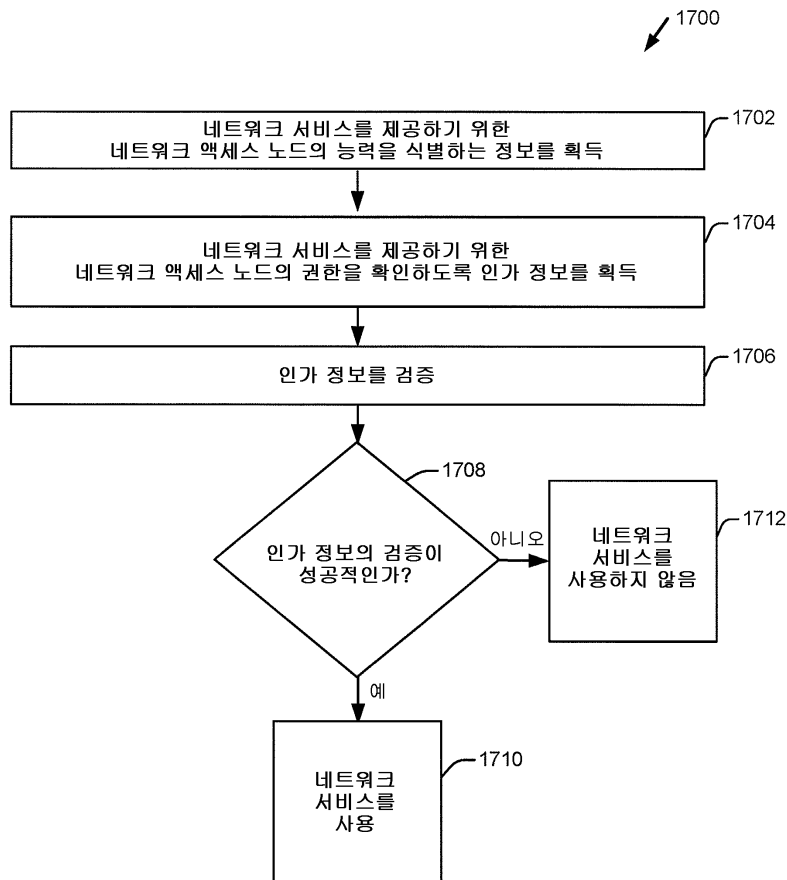 1700
네트워크 서비스를 제공하기 위한
네트워크 액세스 노드의 능력을 식별하는 정보를 획득
1702
네트워크 서비스를 제공하기 위한
네트워크 액세스 노드의 권한을 확인하도록 인가 정보를 획득
1704
인가 정보를 검증
1706
1708
인가 정보의 검증이
성공적인가?
아니오
네트워크
서비스를
사용하지 않음
1712
예
네트워크
서비스를
사용
1710